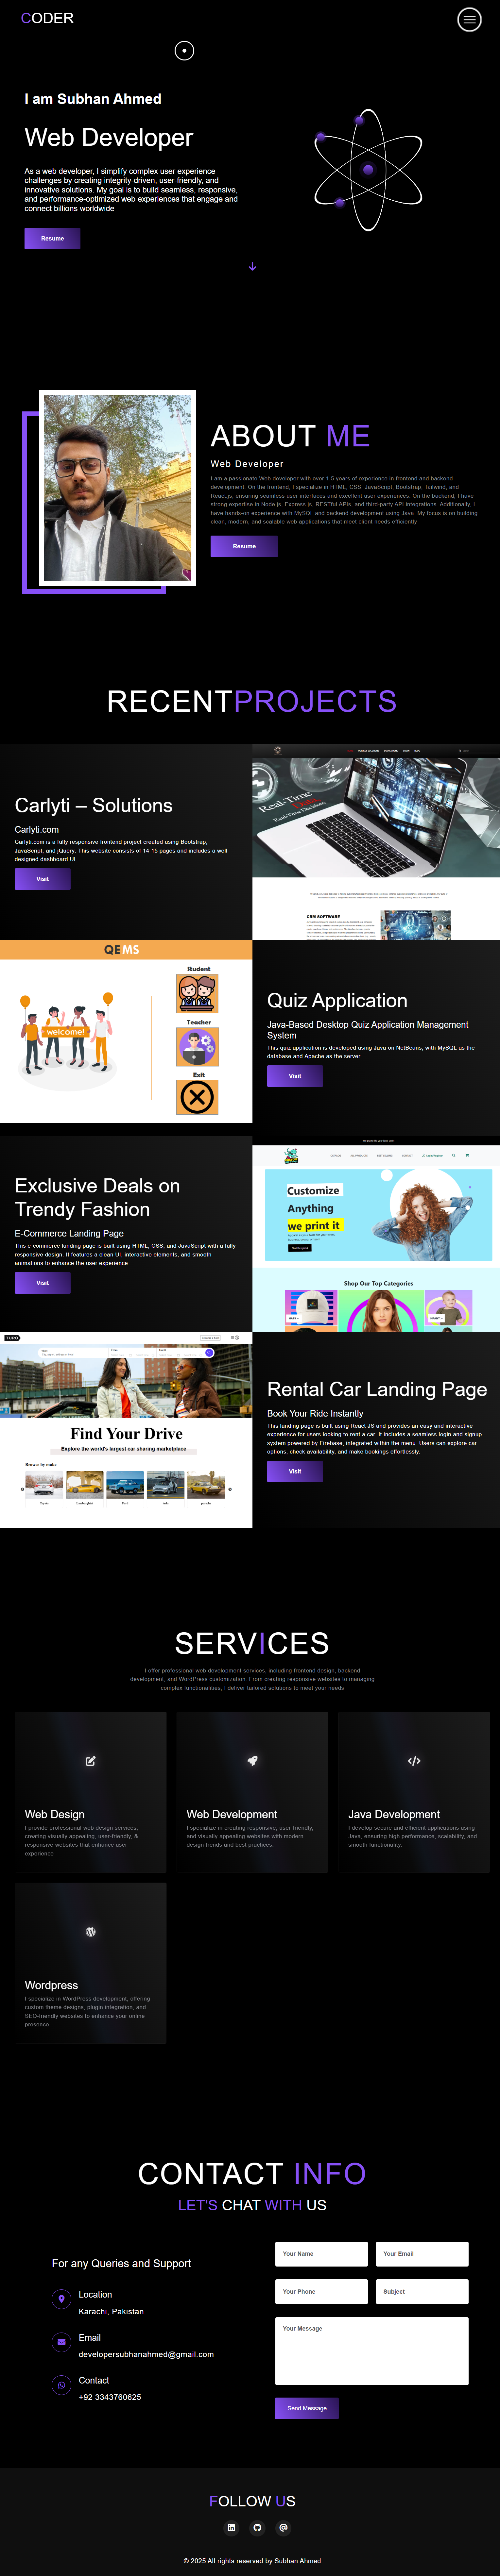 CODER
I am Subhan Ahmed
Web Developer
As a web developer, I simplify complex user experience
challenges by creating integrity-driven, user-friendly, and
innovative solutions. My goal is to build seamless, responsive,
and performance-optimized web experiences that engage and
connect billions worldwide
Resume
ABOUT ME
Web Developer
I am a passionate Web developer with over 1.5 years of experience in frontend and backend
development. On the frontend, I specialize in HTML, CSS, JavaScript, Bootstrap, Tailwind, and
React.js, ensuring seamless user interfaces and excellent user experiences. On the backend, I have
strong expertise in Node.js, Express.js, RESTful APIs, and third-party API integrations. Additionally, I
have hands-on experience with MySQL and backend development using Java. My focus is on building
clean, modern, and scalable web applications that meet client needs efficiently.
Resume
RECENTPROJECTS
Carlyti – Solutions
Carlyti.com
Carlyti.com is a fully responsive frontend project created using Bootstrap,
JavaScript, and jQuery. This website consists of 14-15 pages and includes a well-
designed dashboard UI.
Visit
Real-Time
Real-Time Decisions
CRM SOFTWARE
QEMS
welcome!
Student
Teacher
Exit
Quiz Application
Java-Based Desktop Quiz Application Management
System
This quiz application is developed using Java on NetBeans, with MySQL as the
database and Apache as the server
Visit
Exclusive Deals on
Trendy Fashion
E-Commerce Landing Page
This e-commerce landing page is built using HTML, CSS, and JavaScript with a fully
responsive design. It features a clean UI, interactive elements, and smooth
animations to enhance the user experience
Visit
Customize
Anything
we print it
Shop Our Top Categories
TURO
Find Your Drive
Explore the world's largest car sharing marketplace
Browse by make
Rental Car Landing Page
Book Your Ride Instantly
This landing page is built using React JS and provides an easy and interactive
experience for users looking to rent a car. It includes a seamless login and signup
system powered by Firebase, integrated within the menu. Users can explore car
options, check availability, and make bookings effortlessly.
Visit
SERVICES
I offer professional web development services, including frontend design, backend
development, and WordPress customization. From creating responsive websites to managing
complex functionalities, I deliver tailored solutions to meet your needs
Web Design
I provide professional web design services,
creating visually appealing, user-friendly, &
responsive websites that enhance user
experience
Web Development
I specialize in creating responsive, user-friendly,
and visually appealing websites with modern
design trends and best practices .
Java Development
I develop secure and efficient applications using
Java, ensuring high performance, scalability, and
smooth functionality.
Wordpress
I specialize in WordPress development, offering
custom theme designs, plugin integration, and
SEO-friendly websites to enhance your online
presence
CONTACT INFO
LET'S CHAT WITH US
For any Queries and Support
Location
Karachi, Pakistan
Email
developersubhanahmed@gmail.com
Contact
+92 3343760625
Your Name
Your Email
Your Phone
Subject
Your Message
Send Message
FOLLOW US
© 2025 All rights reserved by Subhan Ahmed